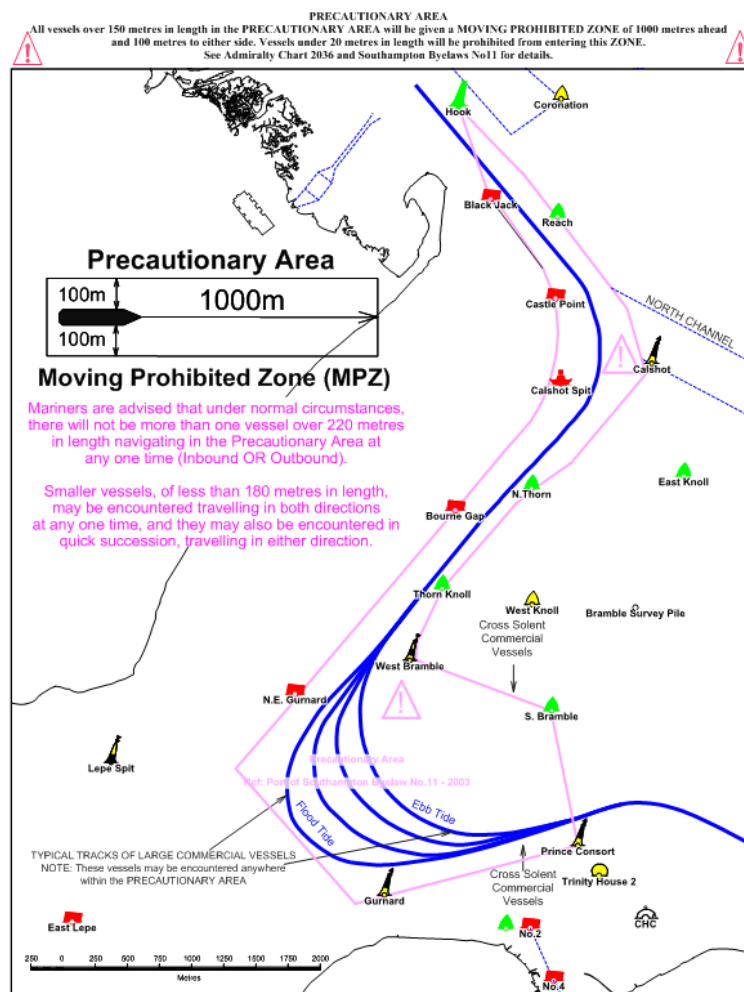 PRECAUTIONARY AREA
All vessels over 150 metres in length in the PRECAUTIONARY AREA will be given a MOVING PROHIBITED ZONE of 1000 metres ahead
and 100 metres to either side. Vessels under 20 metres in length will be prohibited from entering this ZONE.
See Admiralty Chart 2036 and Southampton Byelaws No11 for details.
Hook
Coronation
Black Jack
Reach
Precautionary Area
100m
1000m
100m
Castle Point
NORTH CHANNEL
Calshot
Moving Prohibited Zone (MPZ)
Calshot Spit
Mariners are advised that under normal circumstances,
there will not be more than one vessel over 220 metres
in length navigating in the Precautionary Area at
any one time (Inbound OR Outbound).
East Knoll
N.Thorn
Smaller vessels, of less than 180 metres in length,
may be encountered travelling in both directions
at any one time, and they may also be encountered in
quick succession, travelling in either direction.
Bourne Gap
Thorn Knoll
West Knoll
Bramble Survey Pile
Cross Solent
Commercial
Vessels
West Bramble
N.E. Gurnard
S. Bramble
Lepe Spit
Precautionary Area
Ref: Port of Southampton Byelaw No.11 - 2003
Ebb Tide
Flood Tide
TYPICAL TRACKS OF LARGE COMMERCIAL VESSELS
NOTE: These vessels may be encountered anywhere
within the PRECAUTIONARY AREA
Prince Consort
Cross Solent
Commercial
Vessels
Trinity House 2
Gurnard
East Lepe
No.2
CHC
No.4
250 0 250 500 750 1000 1250 1500 1750 2000
Metres